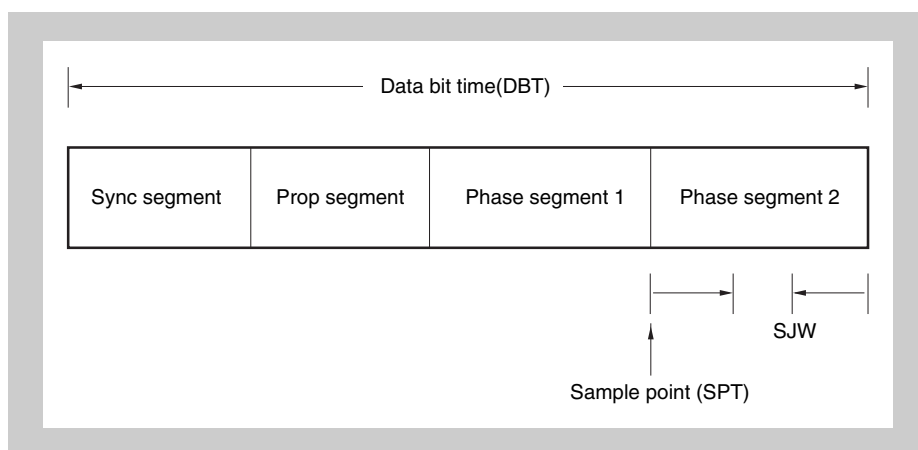 Data bit time(DBT)
Sync segment
Prop segment
Phase segment 1
Phase segment 2
SJW
Sample point (SPT)